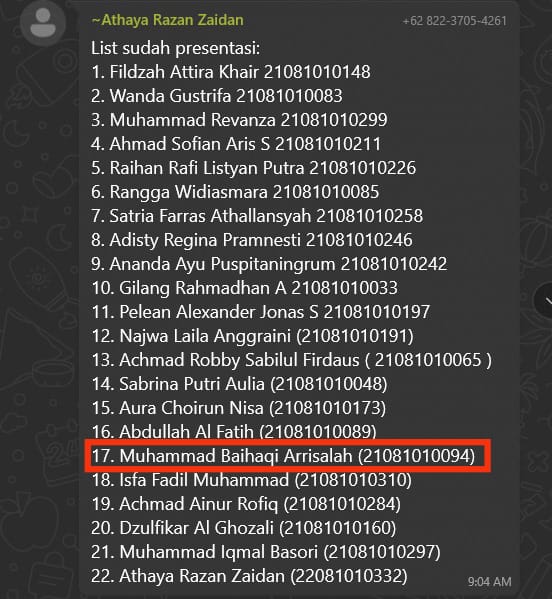 ~Athaya Razan Zaidan +62 822-3705-4261
List sudah presentasi:
1. Fildzah Attira Khair 21081010148
2. Wanda Gustrifa 21081010083
3. Muhammad Revanza 21081010299
4. Ahmad Sofian Aris S 21081010211
5. Raihan Rafi Listyan Putra 21081010226
6. Rangga Widiasmara 21081010085
7. Satria Farras Athallansyah 21081010258
8. Adisty Regina Pramnesti 21081010246
9. Ananda Ayu Puspitaningrum 21081010242
10. Gilang Rahmadhan A 21081010033
11. Pelean Alexander Jonas S 21081010197
12. Najwa Laila Anggraini (21081010191)
13. Achmad Robby Sabilul Firdaus ( 21081010065 )
14. Sabrina Putri Aulia (21081010048)
15. Aura Choirun Nisa (21081010173)
16. Abdullah Al Fatih (21081010089)
17. Muhammad Baihaqi Arrisalah (21081010094)
18. Isfa Fadil Muhammad (21081010310)
19. Achmad Ainur Rofiq (21081010284)
20. Dzulfikar Al Ghozali (21081010160)
21. Muhammad Iqmal Basori (21081010297)
22. Athaya Razan Zaidan (22081010332)
9:04 AM